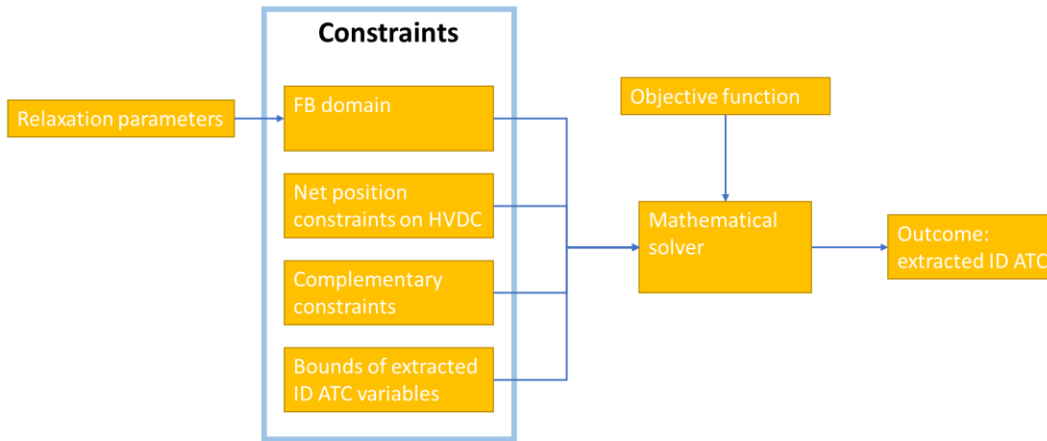 Constraints
Relaxation parameters
FB domain
Net position
constraints on HVDC
Complementary
constraints
Bounds of extracted
ID ATC variables
Objective function
Mathematical
solver
Outcome:
extracted ID ATC